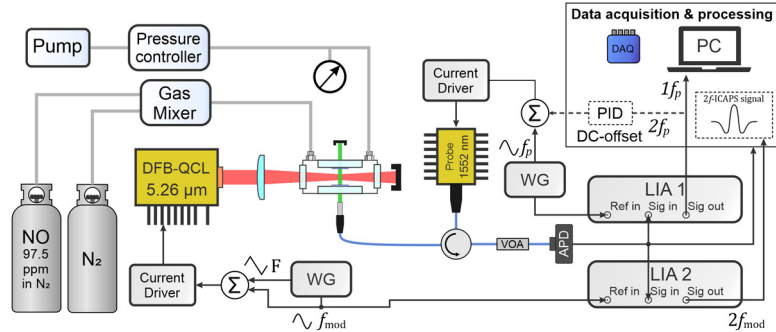 Data acquisition & processing
Pump
Pressure
controller
DAQ
PC
Current
Driver
Gas
Mixer
1fp
2f-ICAPS signal
Σ
PID
2fp
DC-offset
fp
Probe
1552 nm
DFB-QCL
5.26 µm
WG
LIA 1
Ref in
Sig in
Sig out
NO
97.5
ppm
in N₂
N₂
VOA
APD
Current
Driver
Σ
F
WG
LIA 2
Ref in
Sig in
Sig out
fmod
2fmod